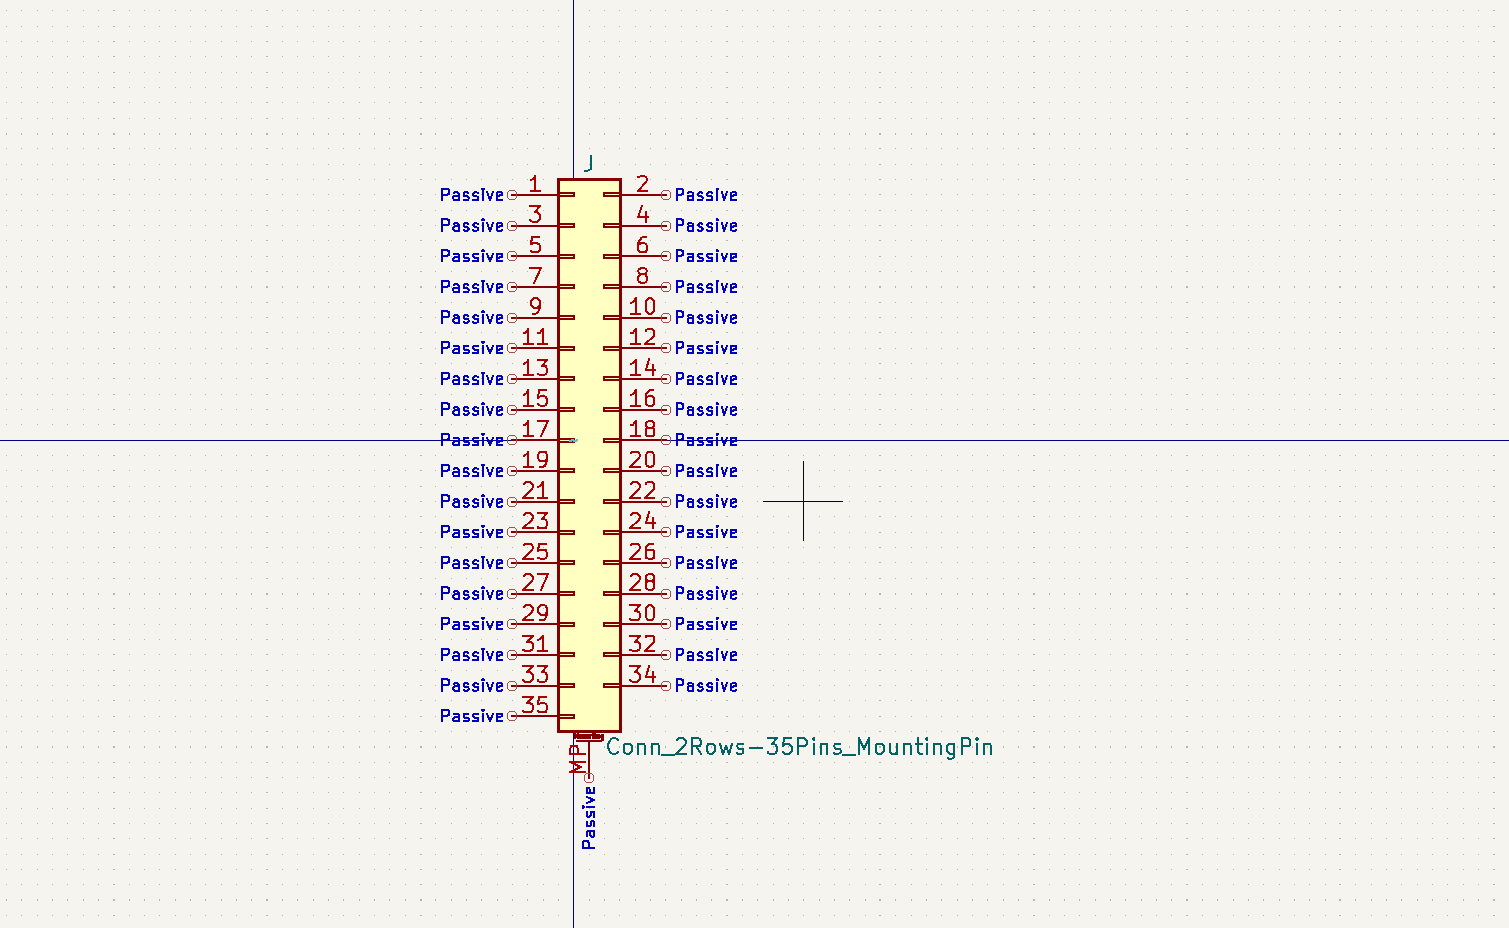 J
Passive 1 2 Passive
Passive 3 4 Passive
Passive 5 6 Passive
Passive 7 8 Passive
Passive 9 10 Passive
Passive 11 12 Passive
Passive 13 14 Passive
Passive 15 16 Passive
Passive 17 18 Passive
Passive 19 20 Passive
Passive 21 22 Passive
Passive 23 24 Passive
Passive 25 26 Passive
Passive 27 28 Passive
Passive 29 30 Passive
Passive 31 32 Passive
Passive 33 34 Passive
Passive 35
Conn_2Rows-35Pins_MountingPin
MP
Passive